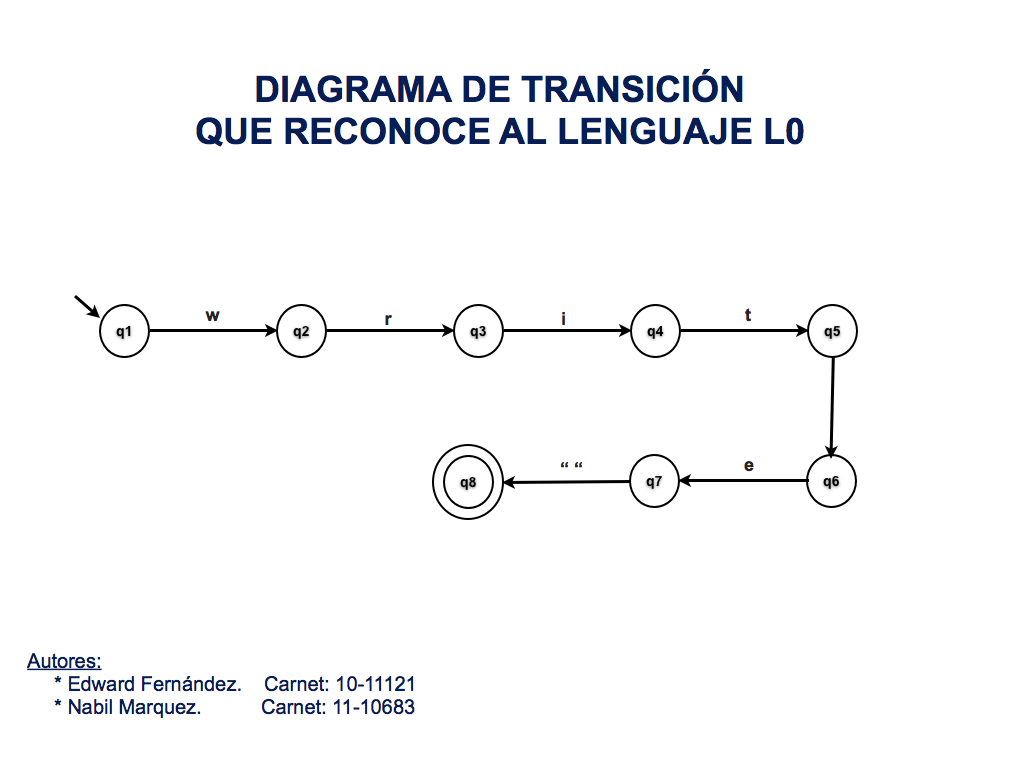 DIAGRAMA DE TRANSICIÓN
QUE RECONOCE AL LENGUAJE L0
w
r
i
t
q1
q2
q3
q4
q5
“ “
e
q8
q7
q6
Autores:
* Edward Fernández. Carnet: 10-11121
* Nabil Marquez. Carnet: 11-10683